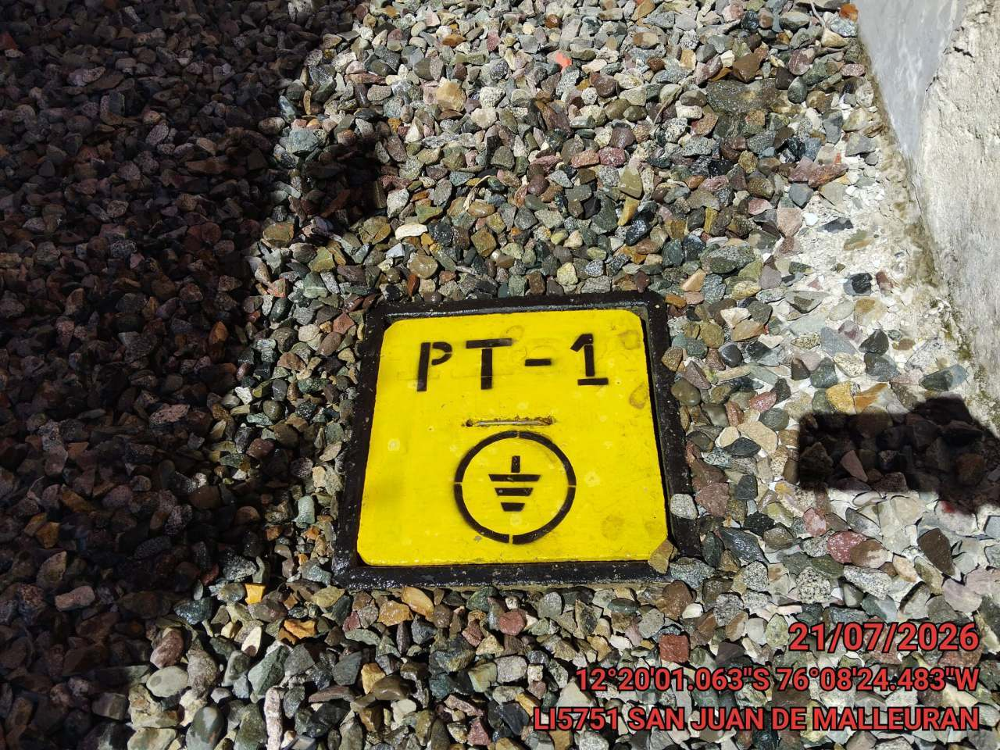 PT-1
21/07/2026
12°20'01.063"S 76°08'24.483"W
LI5751 SAN JUAN DE MALLEURAN